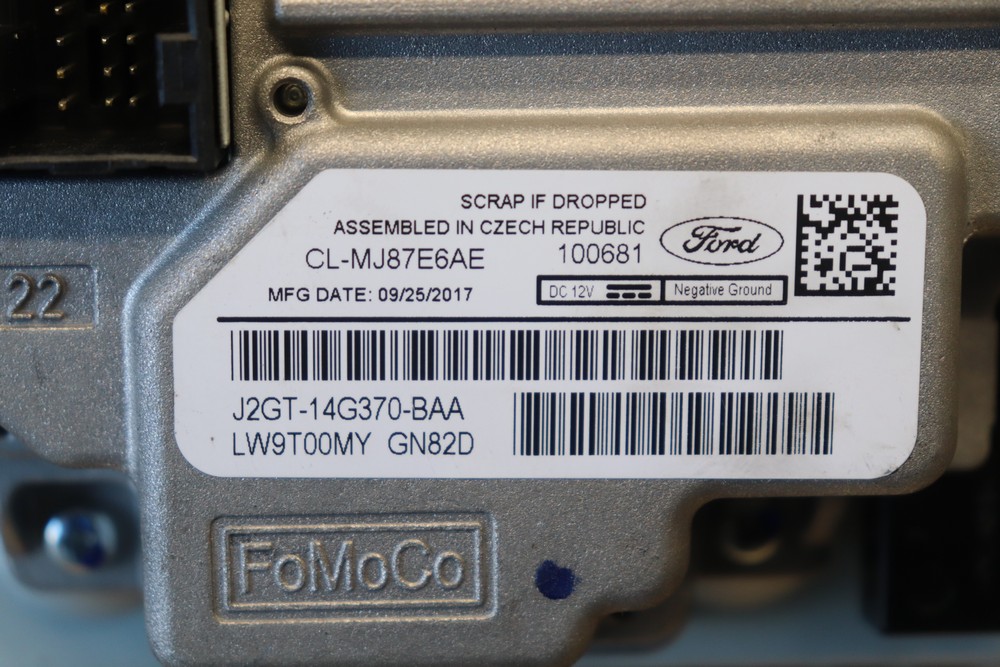 SCRAP IF DROPPED
ASSEMBLED IN CZECH REPUBLIC
CL-MJ87E6AE 100681
Ford
MFG DATE: 09/25/2017
DC 12V
Negative Ground
22
J2GT-14G370-BAA
LW9T00MY GN82D
FoMoCo